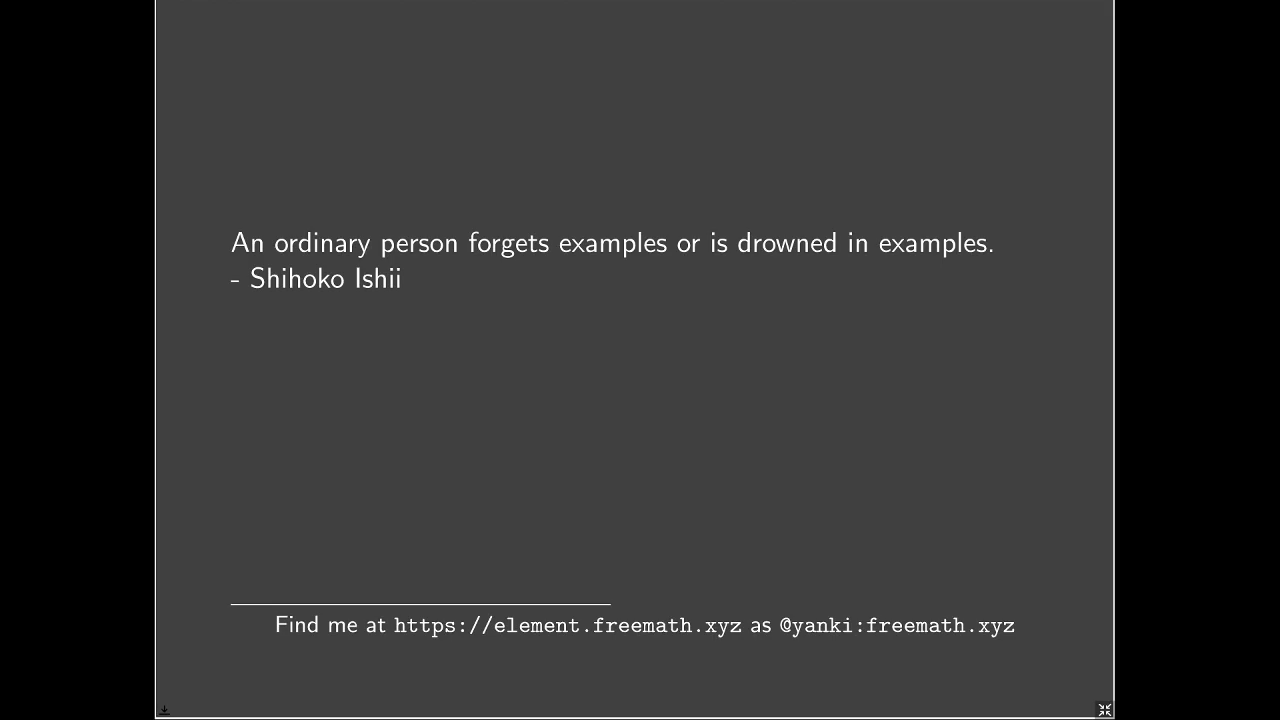 An ordinary person forgets examples or is drowned in examples.
- Shihoko Ishii
Find me at https://element.freemath.xyz as @yanki:freemath.xyz